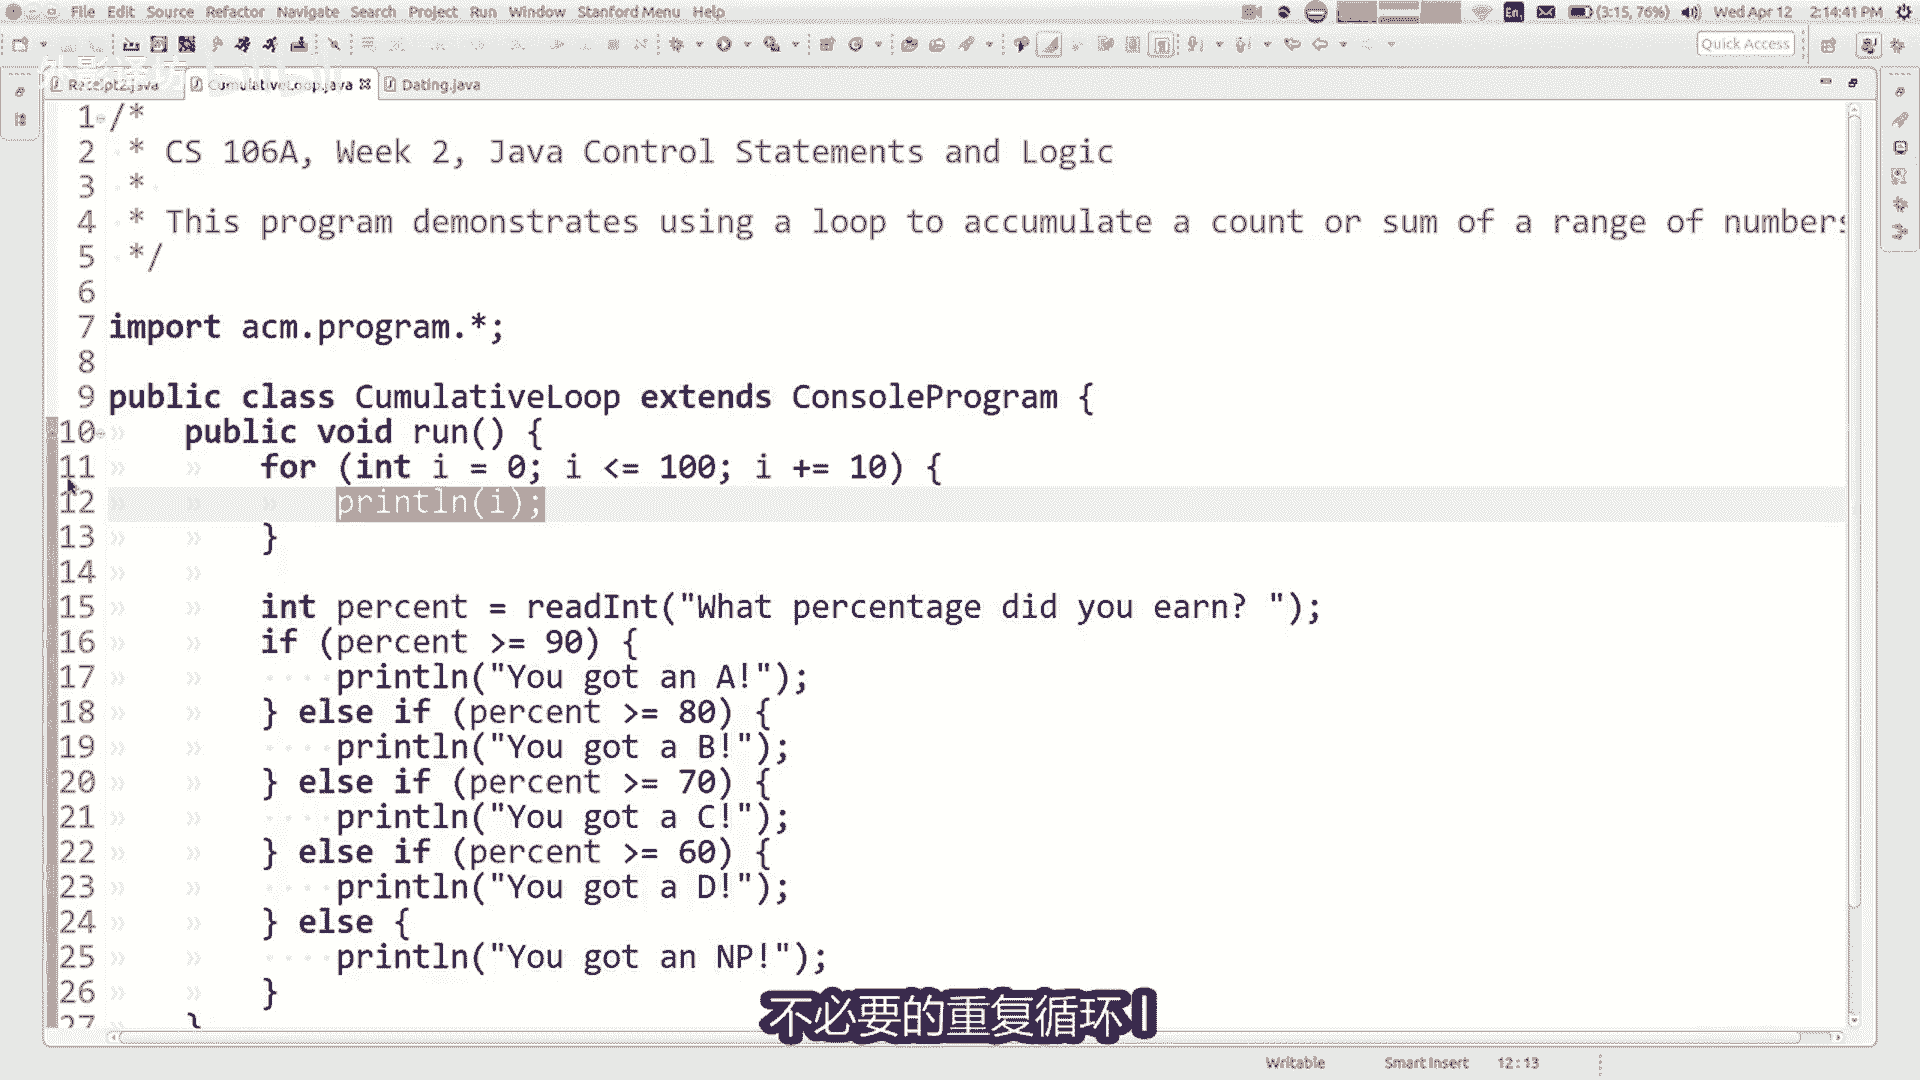 File Edit Source Refactor Navigate Search Project Run Window Stanford Menu Help En (3:15, 76%) Wed Apr 12 2:14:41 PM
Quick Access
Receipt2.java CumulativeLoop.java Dating.java
1 /*
2 * CS 106A, Week 2, Java Control Statements and Logic
3 *
4 * This program demonstrates using a loop to accumulate a count or sum of a range of numbers
5 */
6
7 import acm.program.*;
8
9 public class CumulativeLoop extends ConsoleProgram {
10 public void run() {
11 for (int i = 0; i <= 100; i += 10) {
12 println(i);
13 }
14
15 int percent = readInt("What percentage did you earn? ");
16 if (percent >= 90) {
17 println("You got an A!");
18 } else if (percent >= 80) {
19 println("You got a B!");
20 } else if (percent >= 70) {
21 println("You got a C!");
22 } else if (percent >= 60) {
23 println("You got a D!");
24 } else {
25 println("You got an NP!");
26 }
27 }
不必要的重复循环 I
Writable Smart Insert 12:13